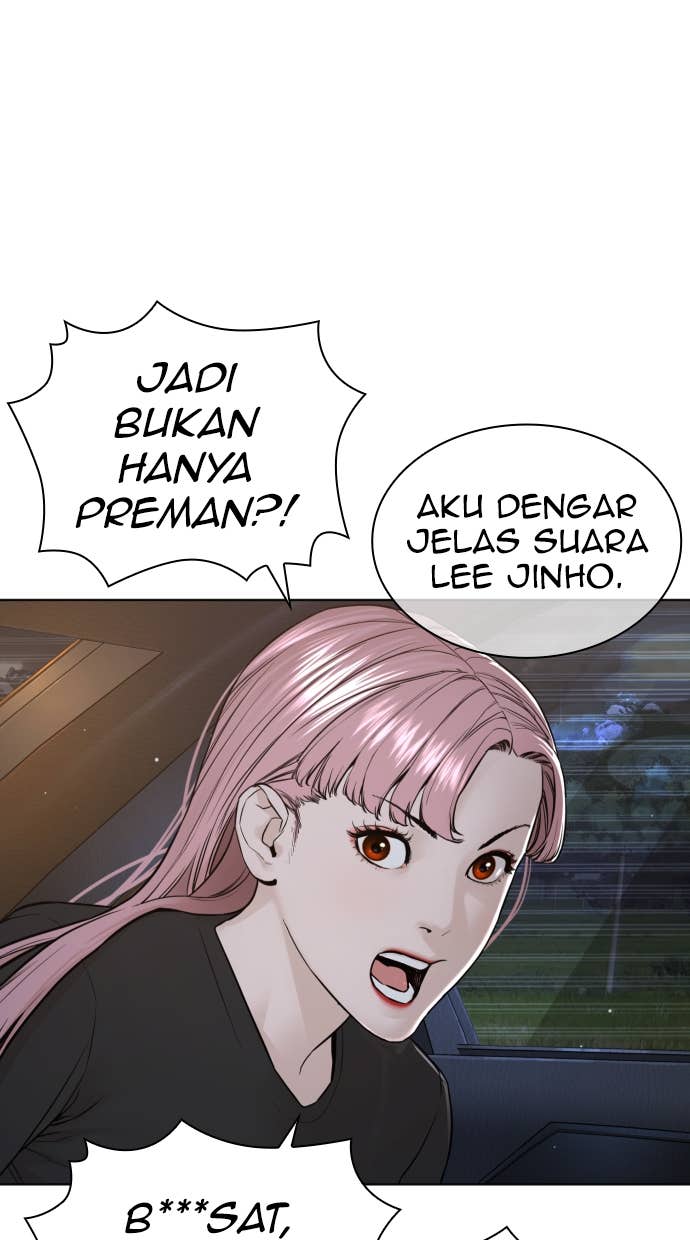 JADI
BUKAN
HANYA
PREMAN?!
AKU DENGAR
JELAS SUARA
LEE JINHO.
B***SAT,